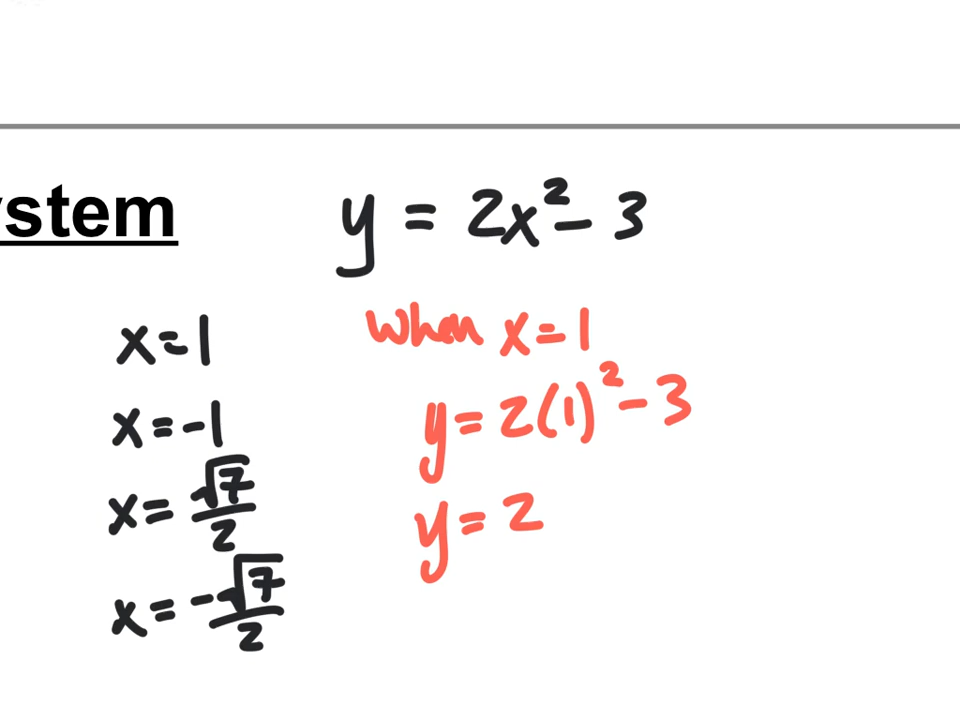 ystem
y = 2x² - 3
x = 1
x = -1
x = √7/2
x = -√7/2
when x = 1
y = 2(1)² - 3
y = 2